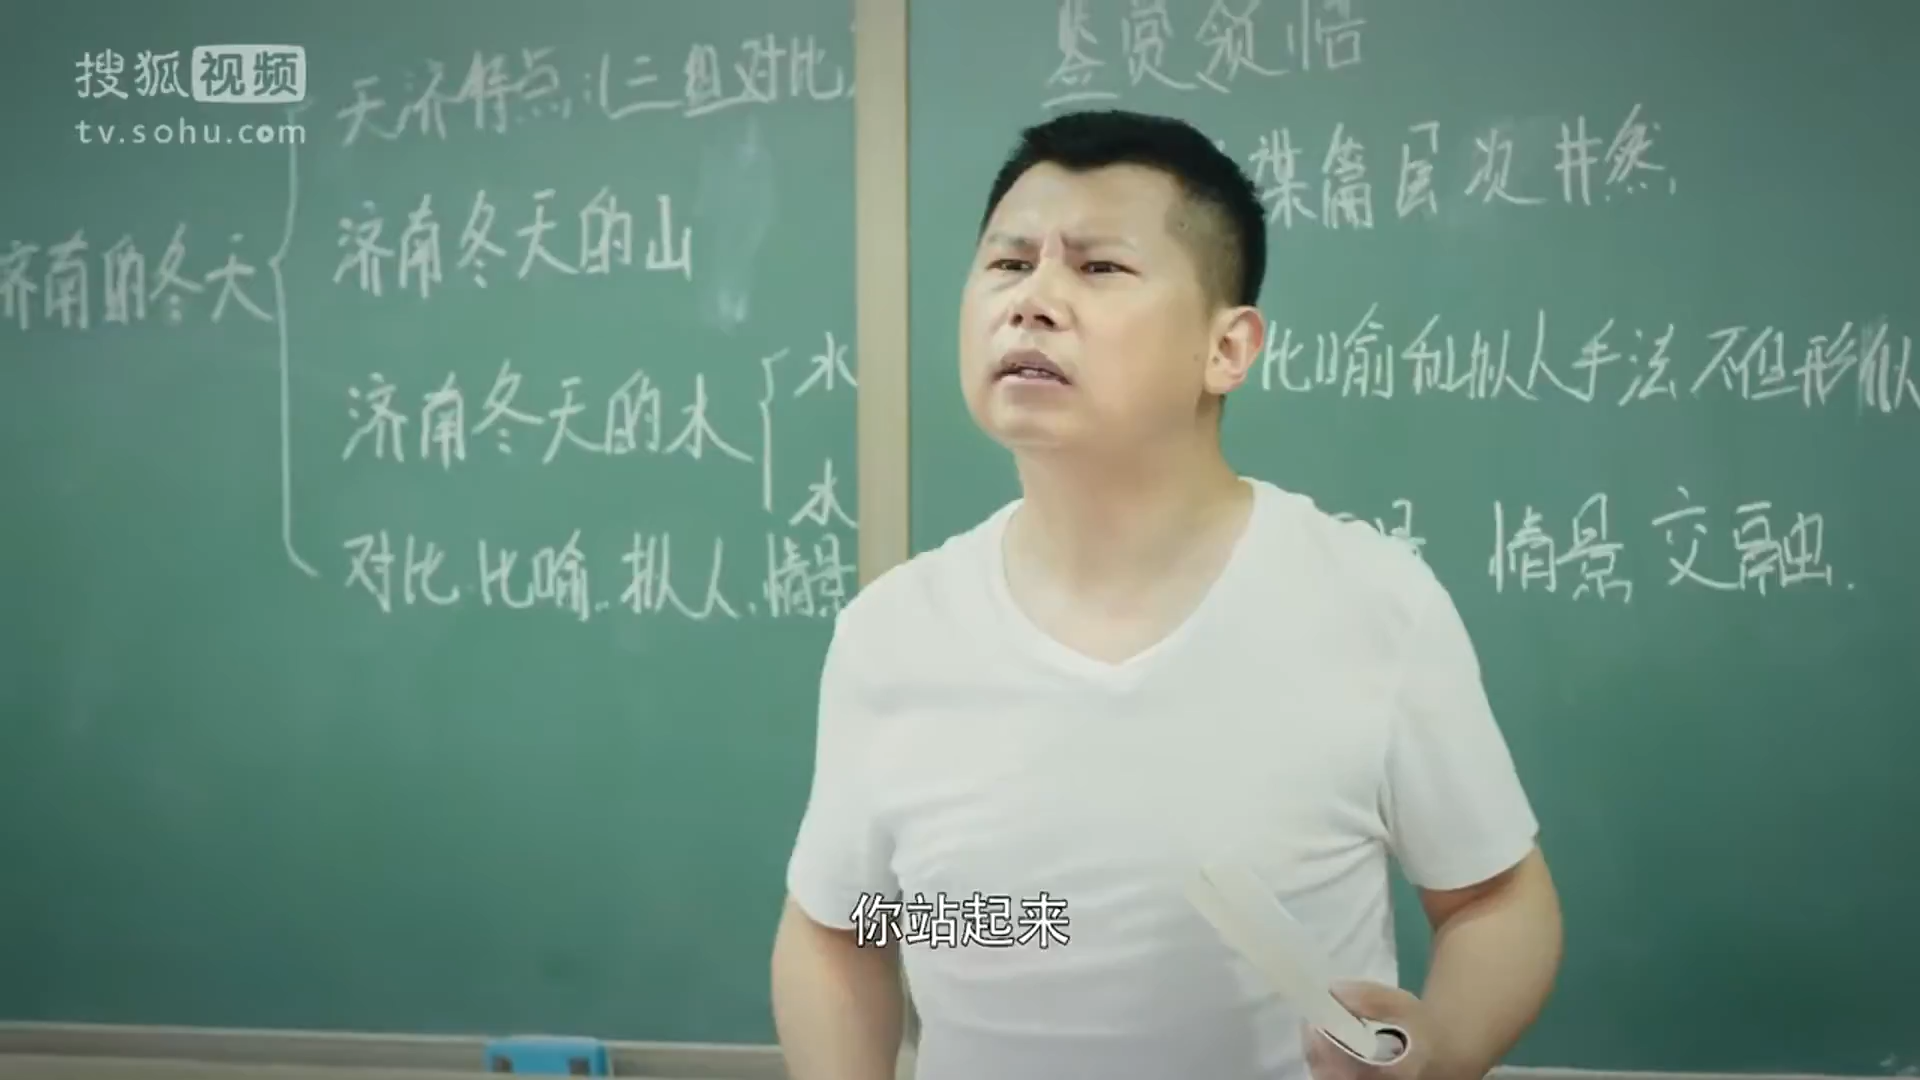 搜狐视频
tv.sohu.com
天济特点:(三组对比
济南的冬天
济南冬天的山
济南冬天的水
水
水
对比.比喻.拟人.情景
鉴赏领悟
谋篇层次井然.
比喻和拟人手法不但形似
景 情景交融.
你站起来